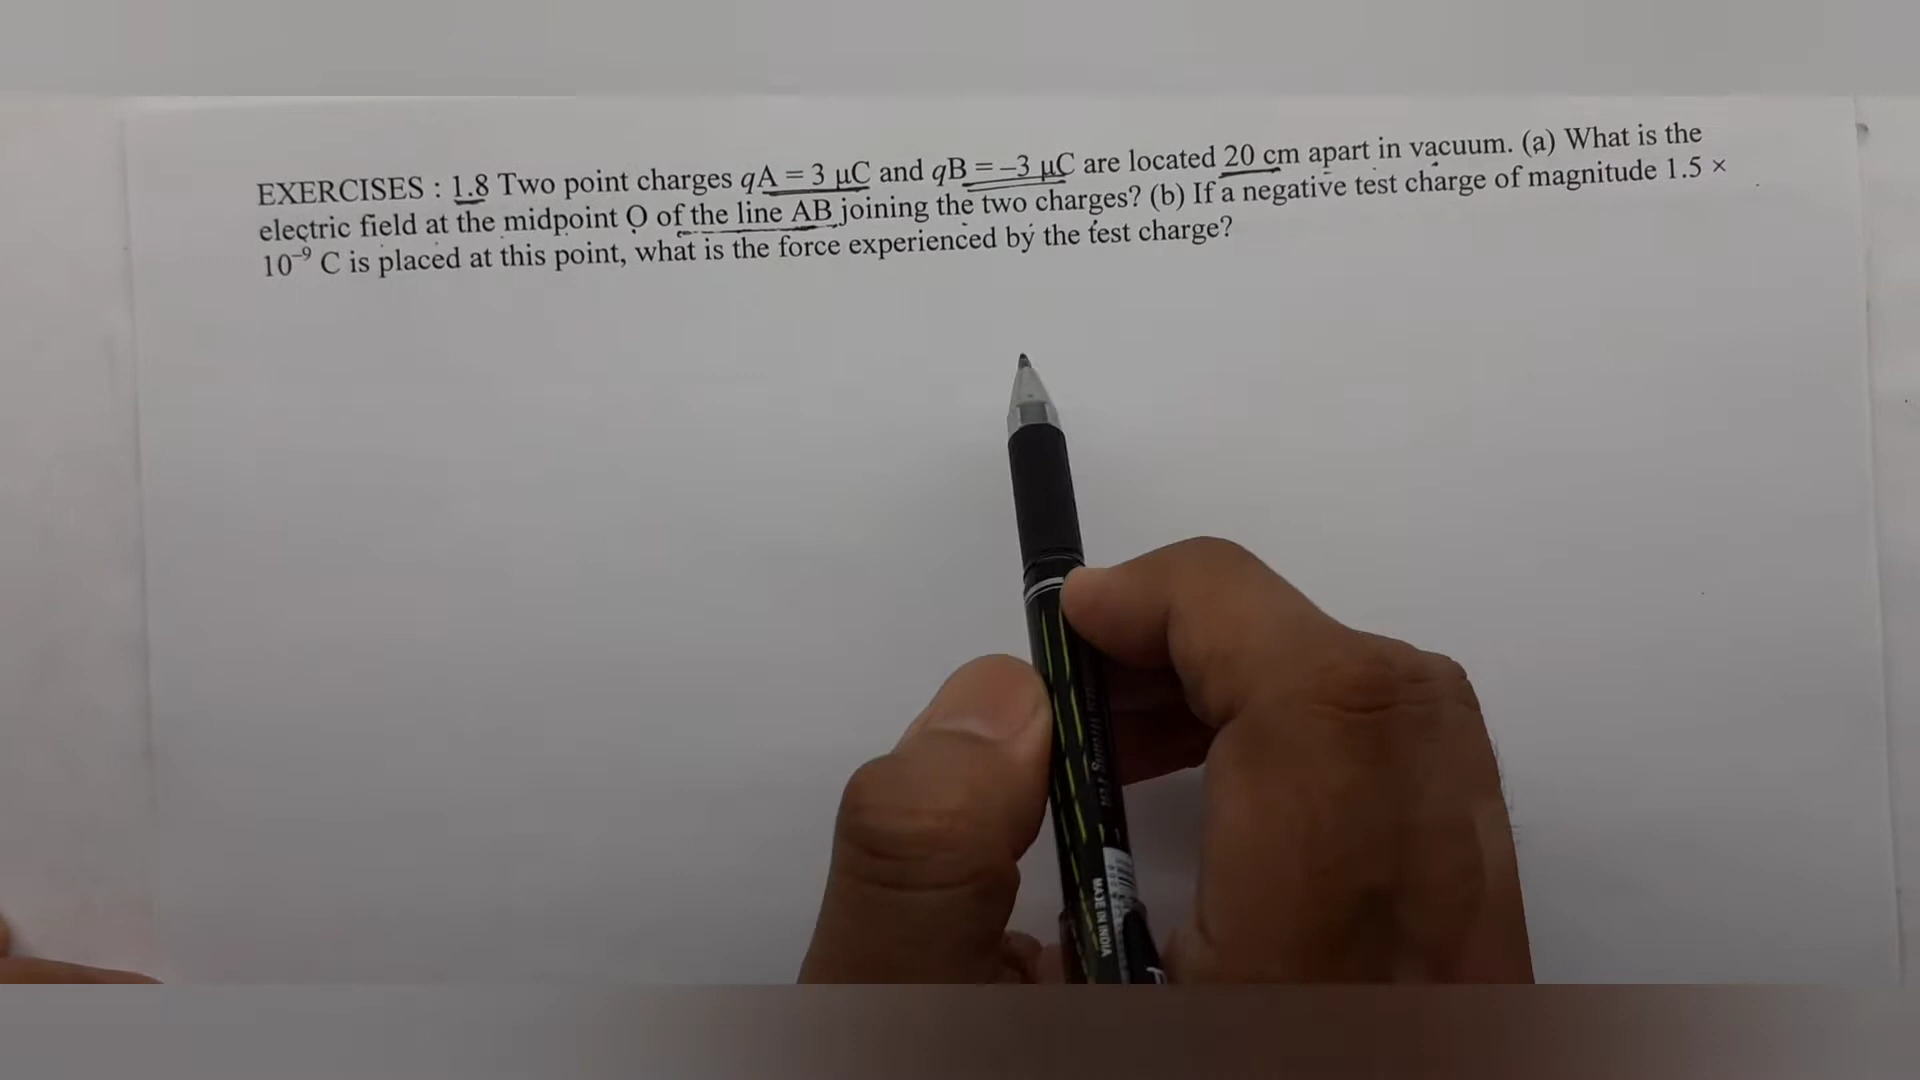 EXERCISES : 1.8 Two point charges qA = 3 μC and qB = –3 μC are located 20 cm apart in vacuum. (a) What is the
electric field at the midpoint O of the line AB joining the two charges? (b) If a negative test charge of magnitude 1.5 ×
10⁻⁹ C is placed at this point, what is the force experienced by the test charge?
MADE IN INDIA